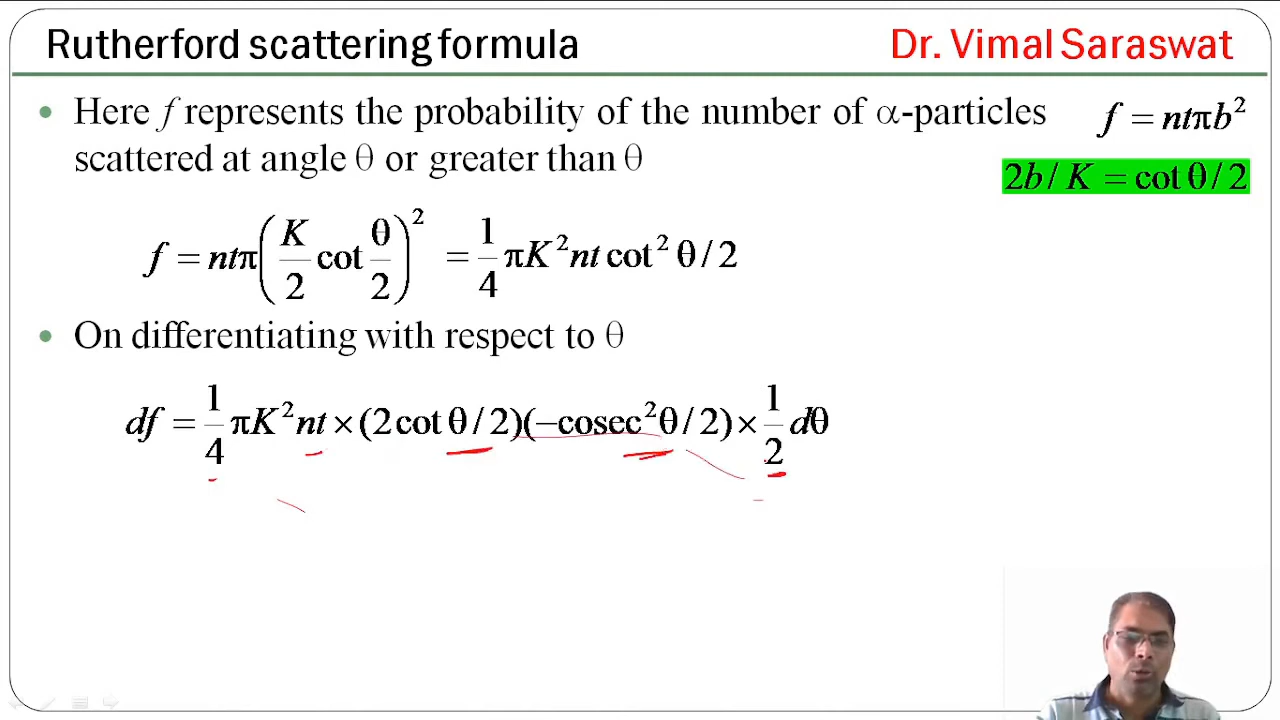 Rutherford scattering formula
Dr. Vimal Saraswat
• Here f represents the probability of the number of α-particles
scattered at angle θ or greater than θ
f = ntπb²
2b / K = cot θ / 2
f = ntπ(K/2 cot θ/2)² = 1/4 πK²nt cot² θ / 2
• On differentiating with respect to θ
df = 1/4 πK²nt × (2cot θ / 2)(−cosec²θ / 2) × 1/2 dθ